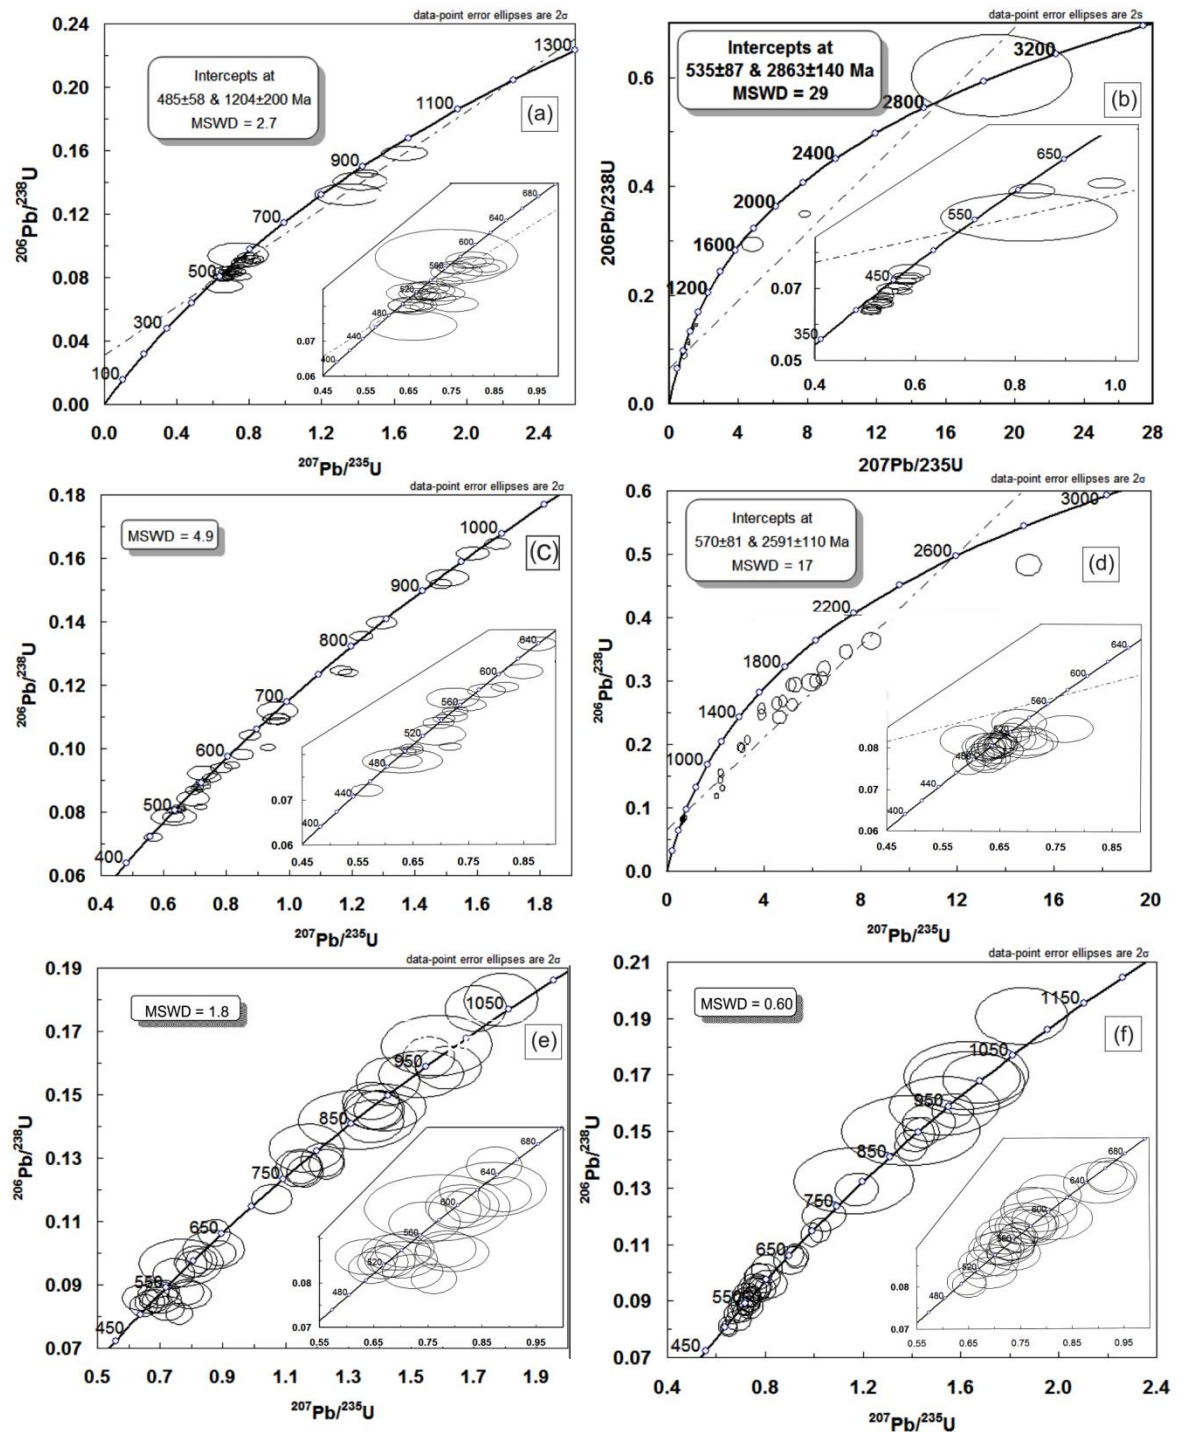 data-point error ellipses are 2σ
0.24
0.20
0.16
0.12
0.08
0.04
0.00
206Pb/238U
Intercepts at
485±58 & 1204±200 Ma
MSWD = 2.7
(a)
1300
1100
900
700
500
300
100
680
640
600
560
520
480
440
400
0.07
0.06
0.45 0.55 0.65 0.75 0.85 0.95
0.0 0.4 0.8 1.2 1.6 2.0 2.4
207Pb/235U
data-point error ellipses are 2s
0.6
0.4
0.2
0.0
206Pb/238U
Intercepts at
535±87 & 2863±140 Ma
MSWD = 29
(b)
3200
2800
2400
2000
1600
1200
650
550
450
350
0.07
0.05
0.4 0.6 0.8 1.0
0 4 8 12 16 20 24 28
207Pb/235U
data-point error ellipses are 2σ
0.18
0.16
0.14
0.12
0.10
0.08
0.06
206Pb/238U
MSWD = 4.9
(C)
1000
900
800
700
600
500
400
640
600
560
520
480
440
400
0.07
0.06
0.45 0.55 0.65 0.75 0.85
0.4 0.6 0.8 1.0 1.2 1.4 1.6 1.8
207Pb/235U
data-point error ellipses are 2σ
0.6
0.5
0.4
0.3
0.2
0.1
0.0
206Pb/238U
Intercepts at
570±81 & 2591±110 Ma
MSWD = 17
(d)
3000
2600
2200
1800
1400
1000
640
600
560
520
480
440
400
0.08
0.07
0.06
0.45 0.55 0.65 0.75 0.85
0 4 8 12 16 20
207Pb/235U
data-point error ellipses are 2σ
0.19
0.17
0.15
0.13
0.11
0.09
0.07
206Pb/238U
MSWD = 1.8
(e)
1050
950
850
750
650
550
450
680
640
600
560
520
480
0.08
0.07
0.55 0.65 0.75 0.85 0.95
0.5 0.7 0.9 1.1 1.3 1.5 1.7 1.9
207Pb/235U
data-point error ellipses are 2σ
0.21
0.19
0.17
0.15
0.13
0.11
0.09
0.07
206Pb/238U
MSWD = 0.60
(f)
1150
1050
950
850
750
650
550
450
680
640
600
560
520
480
0.08
0.07
0.57 0.65 0.75 0.85 0.95
0.4 0.8 1.2 1.6 2.0 2.4
207Pb/235U